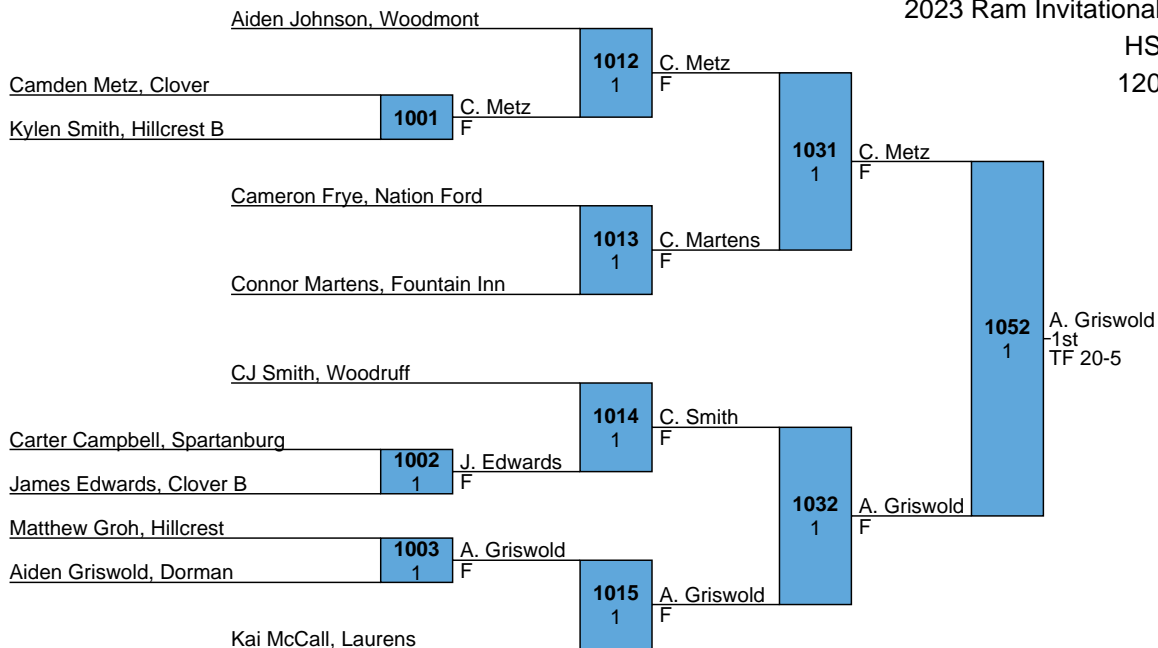 2023 Ram Invitational
HS
120
Aiden Johnson, Woodmont
1012
1
C. Metz
F
Camden Metz, Clover
1001
C. Metz
F
Kylen Smith, Hillcrest B
1031
1
C. Metz
F
Cameron Frye, Nation Ford
1013
1
C. Martens
F
Connor Martens, Fountain Inn
1052
1
A. Griswold
1st
TF 20-5
CJ Smith, Woodruff
1014
1
C. Smith
F
Carter Campbell, Spartanburg
1002
1
J. Edwards
F
James Edwards, Clover B
1032
1
A. Griswold
F
Matthew Groh, Hillcrest
1003
1
A. Griswold
F
Aiden Griswold, Dorman
1015
1
A. Griswold
F
Kai McCall, Laurens